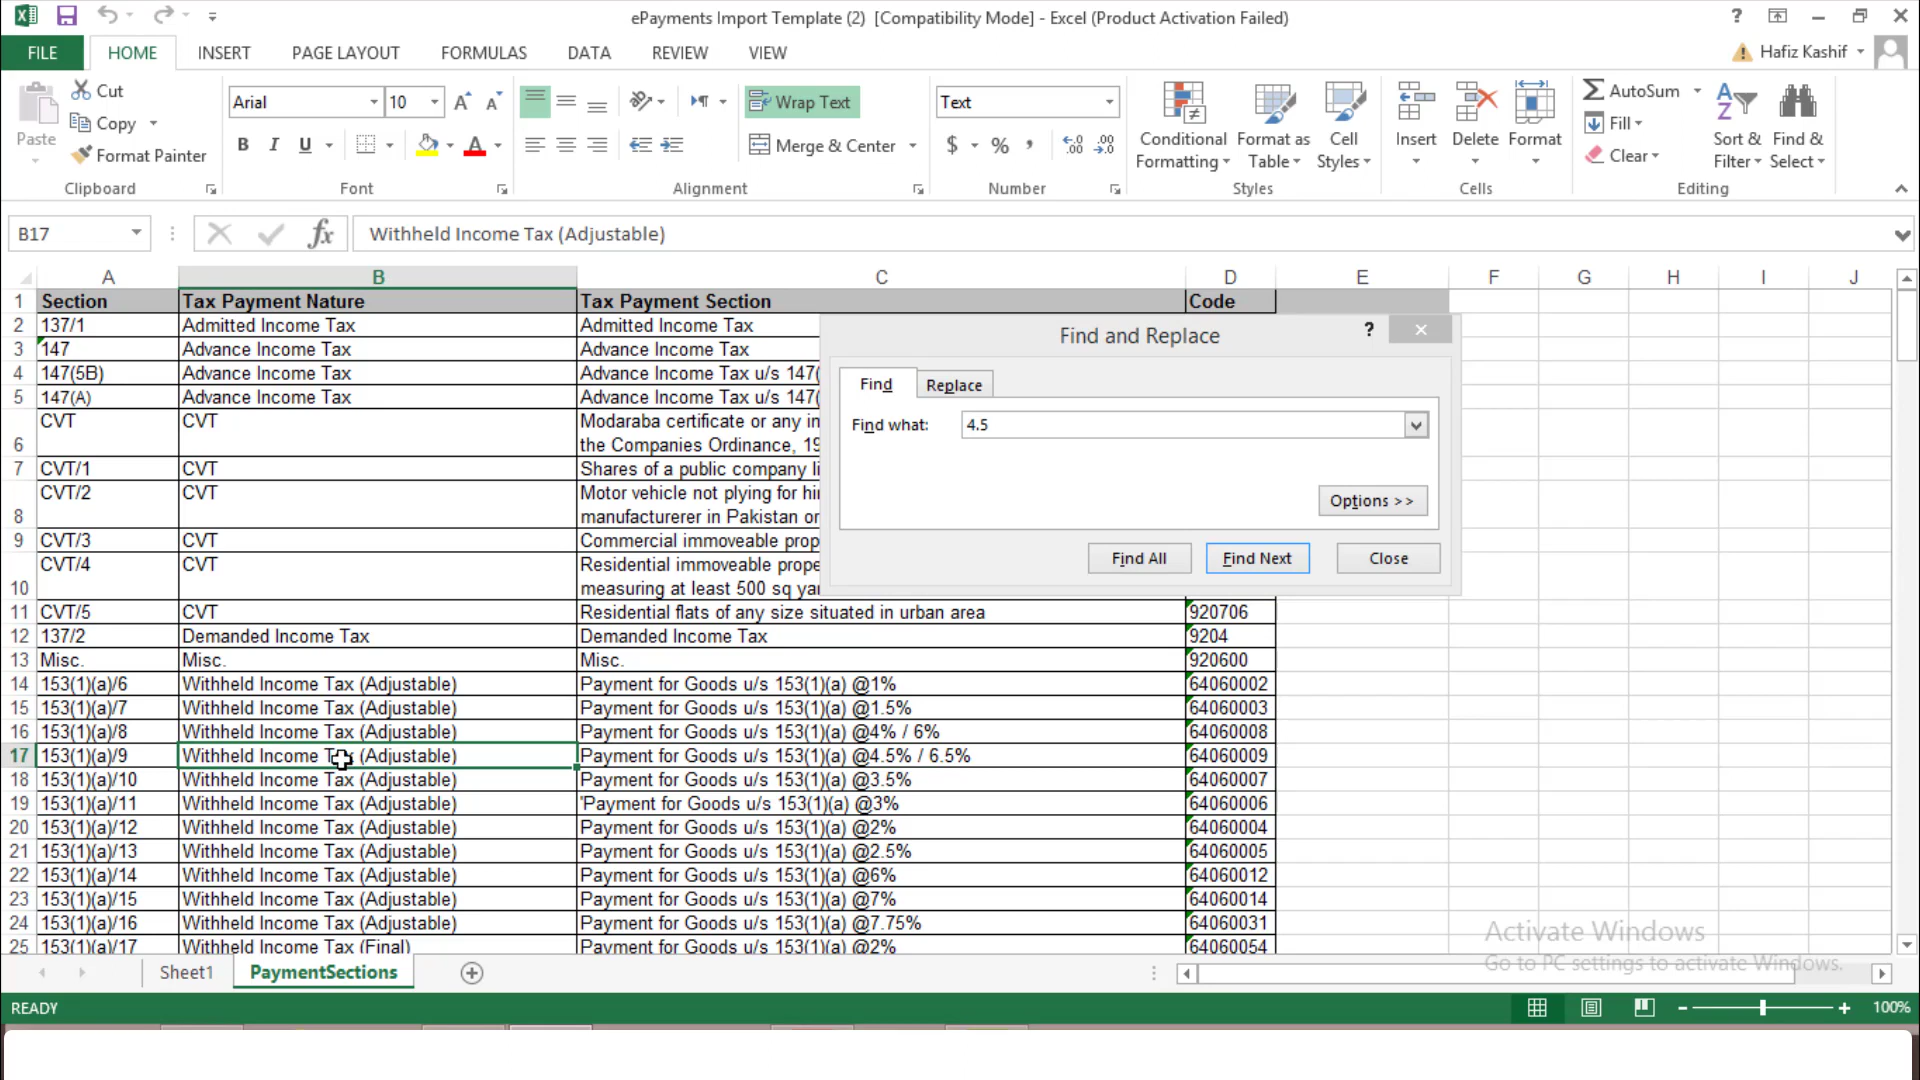 ePayments Import Template (2) [Compatibility Mode] - Excel (Product Activation Failed)
?
FILE HOME INSERT PAGE LAYOUT FORMULAS DATA REVIEW VIEW Hafiz Kashif
Paste Cut Copy Format Painter Clipboard
Arial 10 B I U A Font
Wrap Text Merge & Center Alignment
Text $ % , Number
Conditional Formatting Format as Table Cell Styles Styles
Insert Delete Format Cells
AutoSum Fill Clear Sort & Filter Find & Select Editing
B17 fx Withheld Income Tax (Adjustable)
A B C D E F G H I J
1 Section Tax Payment Nature Tax Payment Section Code
2 137/1 Admitted Income Tax Admitted Income Tax
3 147 Advance Income Tax Advance Income Tax
4 147(5B) Advance Income Tax Advance Income Tax u/s 147(
5 147(A) Advance Income Tax Advance Income Tax u/s 147(
6 CVT CVT Modaraba certificate or any in
the Companies Ordinance, 19
7 CVT/1 CVT Shares of a public company li
8 CVT/2 CVT Motor vehicle not plying for hir
manufacturerer in Pakistan or
9 CVT/3 CVT Commercial immoveable prop
10 CVT/4 CVT Residential immoveable prope
measuring at least 500 sq yar
Find and Replace
? ×
Find Replace
Find what: 4.5
Options >>
Find All Find Next Close
11 CVT/5 CVT Residential flats of any size situated in urban area 920706
12 137/2 Demanded Income Tax Demanded Income Tax 9204
13 Misc. Misc. Misc. 920600
14 153(1)(a)/6 Withheld Income Tax (Adjustable) Payment for Goods u/s 153(1)(a) @1% 64060002
15 153(1)(a)/7 Withheld Income Tax (Adjustable) Payment for Goods u/s 153(1)(a) @1.5% 64060003
16 153(1)(a)/8 Withheld Income Tax (Adjustable) Payment for Goods u/s 153(1)(a) @4% / 6% 64060008
17 153(1)(a)/9 Withheld Income Tax (Adjustable) Payment for Goods u/s 153(1)(a) @4.5% / 6.5% 64060009
18 153(1)(a)/10 Withheld Income Tax (Adjustable) Payment for Goods u/s 153(1)(a) @3.5% 64060007
19 153(1)(a)/11 Withheld Income Tax (Adjustable) 'Payment for Goods u/s 153(1)(a) @3% 64060006
20 153(1)(a)/12 Withheld Income Tax (Adjustable) Payment for Goods u/s 153(1)(a) @2% 64060004
21 153(1)(a)/13 Withheld Income Tax (Adjustable) Payment for Goods u/s 153(1)(a) @2.5% 64060005
22 153(1)(a)/14 Withheld Income Tax (Adjustable) Payment for Goods u/s 153(1)(a) @6% 64060012
23 153(1)(a)/15 Withheld Income Tax (Adjustable) Payment for Goods u/s 153(1)(a) @7% 64060014
24 153(1)(a)/16 Withheld Income Tax (Adjustable) Payment for Goods u/s 153(1)(a) @7.75% 64060031
25 153(1)(a)/17 Withheld Income Tax (Final) Payment for Goods u/s 153(1)(a) @2% 64060054
Activate Windows
Go to PC settings to activate Windows.
Sheet1 PaymentSections
READY 100%